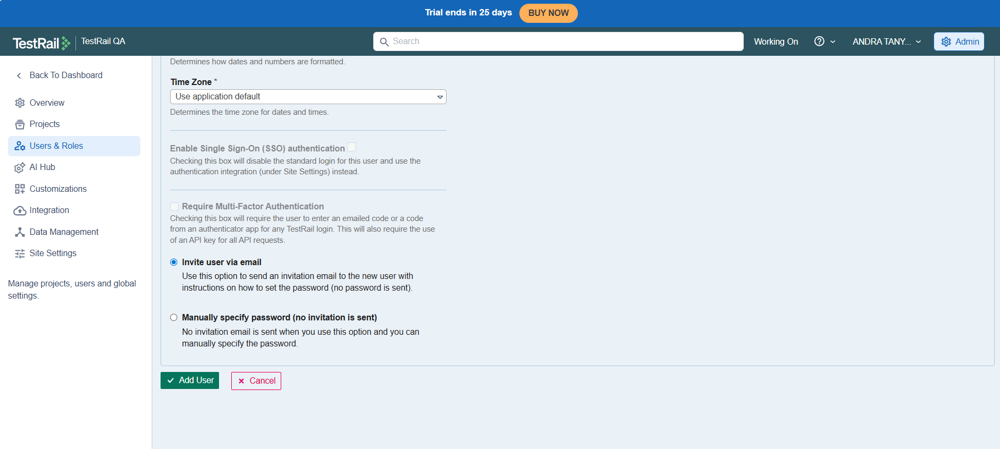 Trial ends in 25 days BUY NOW
TestRail TestRail QA Search Working On ANDRA TANY... Admin
Back To Dashboard
Overview
Projects
Users & Roles
AI Hub
Customizations
Integration
Data Management
Site Settings
Manage projects, users and global
settings.
Determines how dates and numbers are formatted.
Time Zone *
Use application default
Determines the time zone for dates and times.
Enable Single Sign-On (SSO) authentication
Checking this box will disable the standard login for this user and use the
authentication integration (under Site Settings) instead.
Require Multi-Factor Authentication
Checking this box will require the user to enter an emailed code or a code
from an authenticator app for any TestRail login. This will also require the use
of an API key for all API requests.
Invite user via email
Use this option to send an invitation email to the new user with
instructions on how to set the password (no password is sent).
Manually specify password (no invitation is sent)
No invitation email is sent when you use this option and you can
manually specify the password.
Add User Cancel